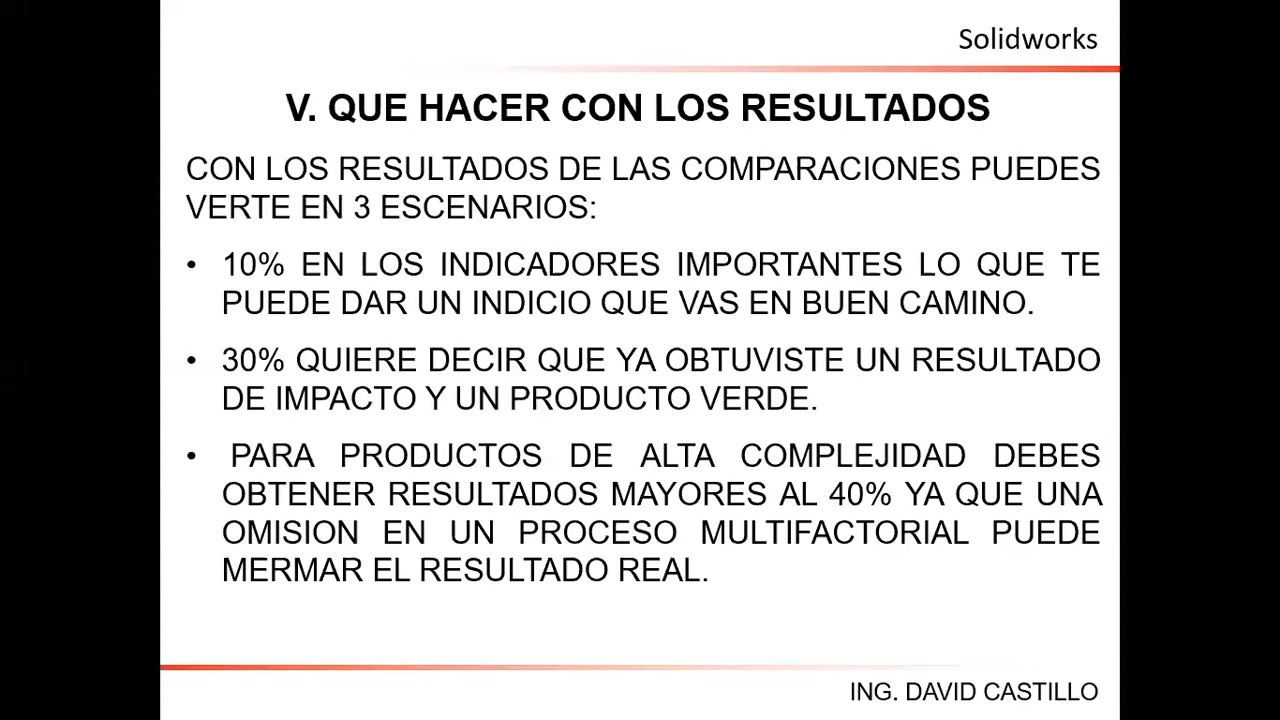 Solidworks
V. QUE HACER CON LOS RESULTADOS
CON LOS RESULTADOS DE LAS COMPARACIONES PUEDES
VERTE EN 3 ESCENARIOS:
• 10% EN LOS INDICADORES IMPORTANTES LO QUE TE
PUEDE DAR UN INDICIO QUE VAS EN BUEN CAMINO.
• 30% QUIERE DECIR QUE YA OBTUVISTE UN RESULTADO
DE IMPACTO Y UN PRODUCTO VERDE.
• PARA PRODUCTOS DE ALTA COMPLEJIDAD DEBES
OBTENER RESULTADOS MAYORES AL 40% YA QUE UNA
OMISION EN UN PROCESO MULTIFACTORIAL PUEDE
MERMAR EL RESULTADO REAL.
ING. DAVID CASTILLO